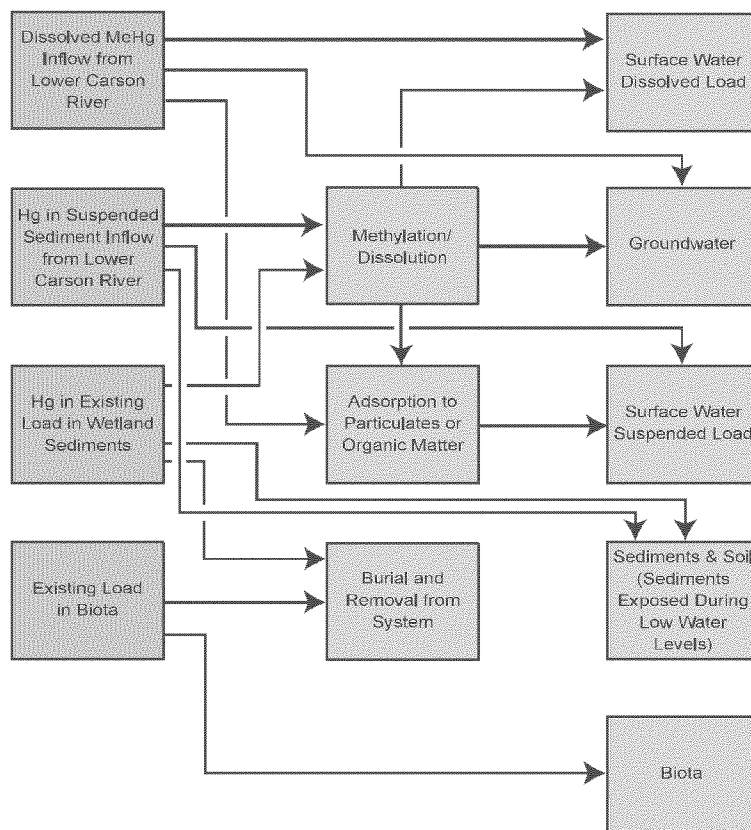 Dissolved MeHg
Inflow from
Lower Carson
River
Surface Water
Dissolved Load
Hg in Suspended
Sediment Inflow
from Lower
Carson River
Methylation/
Dissolution
Groundwater
Hg in Existing
Load in Wetland
Sediments
Adsorption to
Particulates or
Organic Matter
Surface Water
Suspended Load
Existing Load
in Biota
Burial and
Removal from
System
Sediments & Soil
(Sediments
Exposed During
Low Water
Levels)
Biota